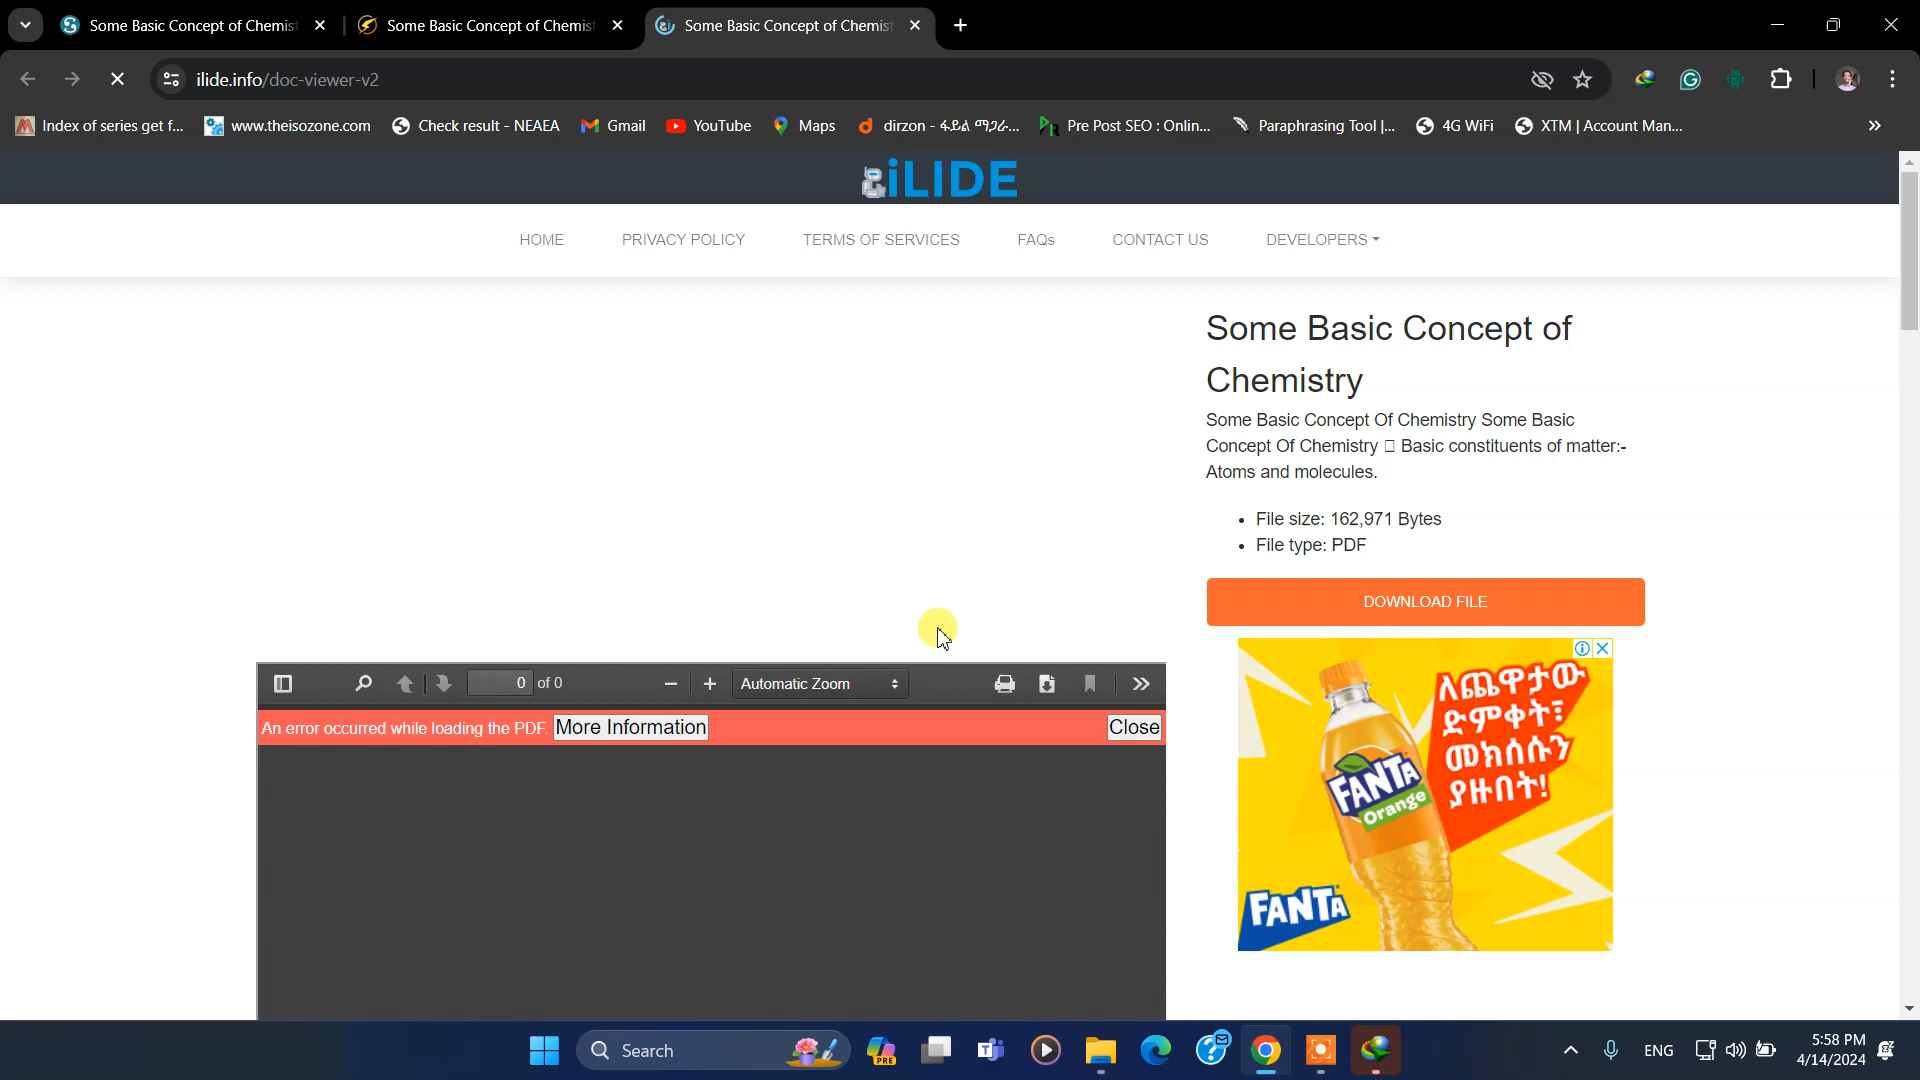 Some Basic Concept of Chemist
Some Basic Concept of Chemist
Some Basic Concept of Chemist
ilide.info/doc-viewer-v2
Index of series get f...
www.theisozone.com
Check result - NEAEA
Gmail
YouTube
Maps
dirzon - ፋይል ማጋራ...
Pre Post SEO : Onlin...
Paraphrasing Tool |...
4G WiFi
XTM | Account Man...
iLIDE
HOME
PRIVACY POLICY
TERMS OF SERVICES
FAQs
CONTACT US
DEVELOPERS
Some Basic Concept of
Chemistry
Some Basic Concept Of Chemistry Some Basic
Concept Of Chemistry  Basic constituents of matter:-
Atoms and molecules.
• File size: 162,971 Bytes
• File type: PDF
DOWNLOAD FILE
0 of 0
Automatic Zoom
An error occurred while loading the PDF. More Information
Close
ለጨዋታው
ድምቀት፣
መክሰሱን
ያዙበት!
FANTA
Orange
FANTA
Search
PRE
ENG
5:58 PM
4/14/2024